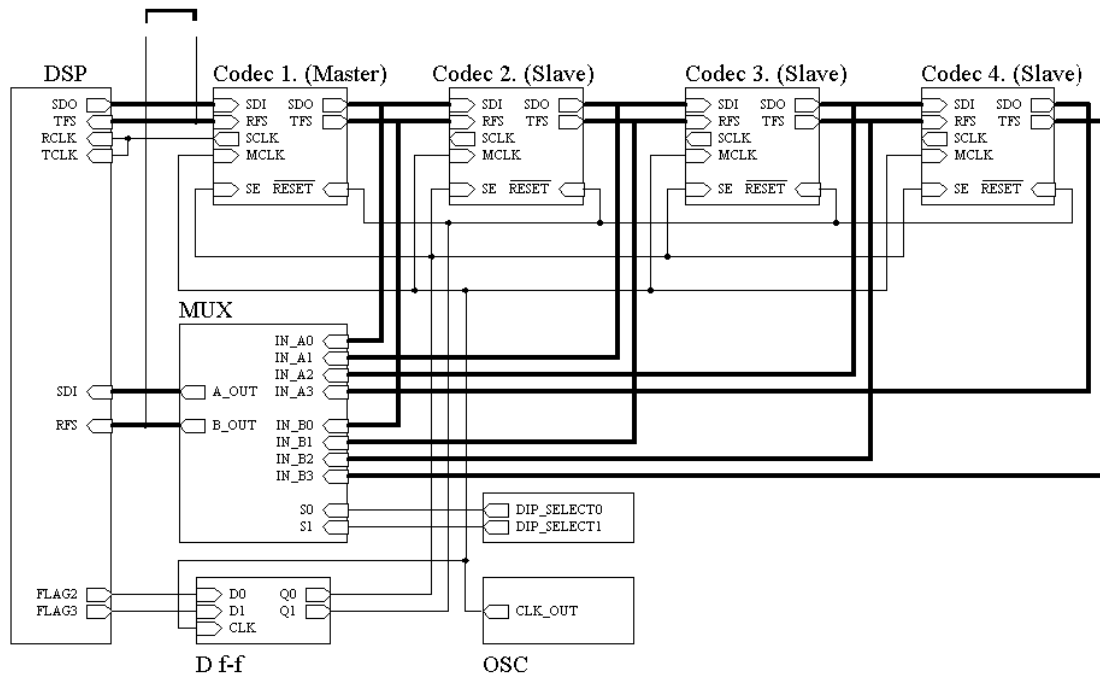 DSP Codec 1. (Master) Codec 2. (Slave) Codec 3. (Slave) Codec 4. (Slave)
SDO SDI SDO SDI SDO SDI SDO SDI SDO
TFS RFS TFS RFS TFS RFS TFS RFS TFS
RCLK SCLK SCLK SCLK SCLK
TCLK MCLK MCLK MCLK MCLK
SE RESET SE RESET SE RESET SE RESET
MUX
IN_A0
IN_A1
IN_A2
SDI A_OUT IN_A3
RFS B_OUT IN_B0
IN_B1
IN_B2
IN_B3
S0 DIP_SELECT0
S1 DIP_SELECT1
FLAG2 D0 Q0
FLAG3 D1 Q1 CLK_OUT
CLK
D f-f OSC